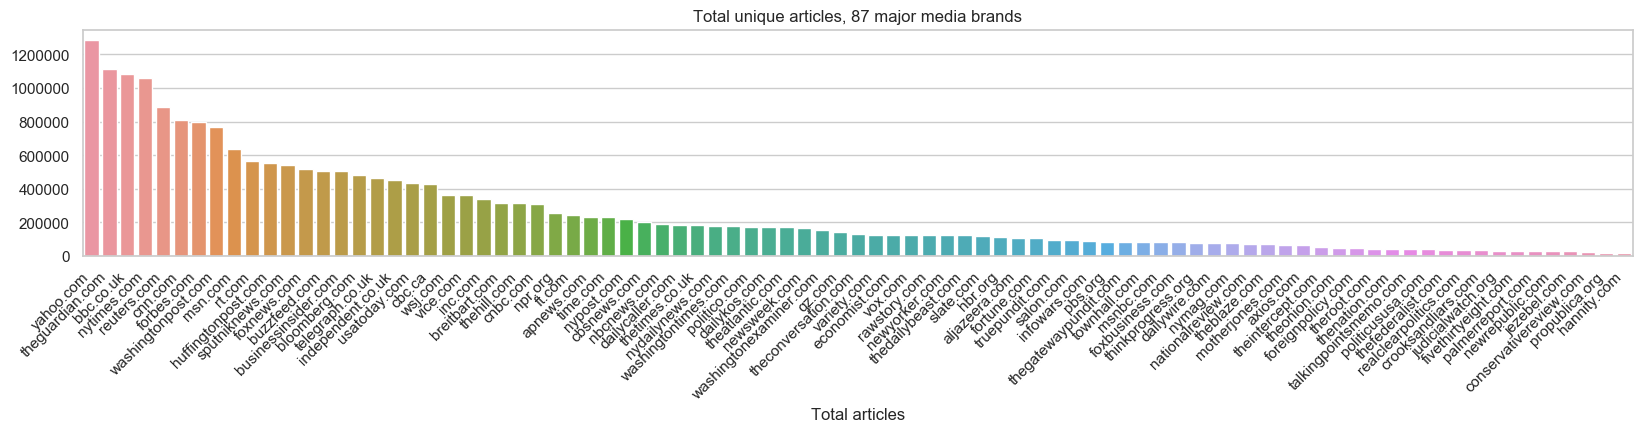 Total unique articles, 87 major media brands
1200000
1000000
800000
600000
400000
200000
0
yahoo.com
theguardian.com
bbc.co.uk
nytimes.com
reuters.com
cnn.com
forbes.com
washingtonpost.com
msn.com
rt.com
huffingtonpost.com
sputniknews.com
foxnews.com
buzzfeed.com
businessinsider.com
bloomberg.com
telegraph.co.uk
independent.co.uk
usatoday.com
cbc.ca
wsj.com
vice.com
inc.com
breitbart.com
thehill.com
cnbc.com
npr.org
ft.com
apnews.com
time.com
nypost.com
cbsnews.com
nbcnews.com
dailycaller.com
thetimes.co.uk
nydailynews.com
washingtontimes.com
politico.com
dailykos.com
theatlantic.com
newsweek.com
washingtonexaminer.com
qz.com
theconversation.com
variety.com
economist.com
vox.com
rawstory.com
newyorker.com
thedailybeast.com
slate.com
hbr.org
aljazeera.com
fortune.com
truepundit.com
salon.com
infowars.com
pbs.org
thegatewaypundit.com
townhall.com
msnbc.com
foxbusiness.com
thinkprogress.org
dailywire.com
nymag.com
nationalreview.com
theblaze.com
motherjones.com
axios.com
theintercept.com
theonion.com
foreignpolicy.com
theroot.com
thenation.com
talkingpointsmemo.com
politicususa.com
thefederalist.com
realclearpolitics.com
crooksandliars.com
judicialwatch.org
fivethirtyeight.com
palmerreport.com
newrepublic.com
jezebel.com
conservativereview.com
propublica.org
hannity.com
Total articles